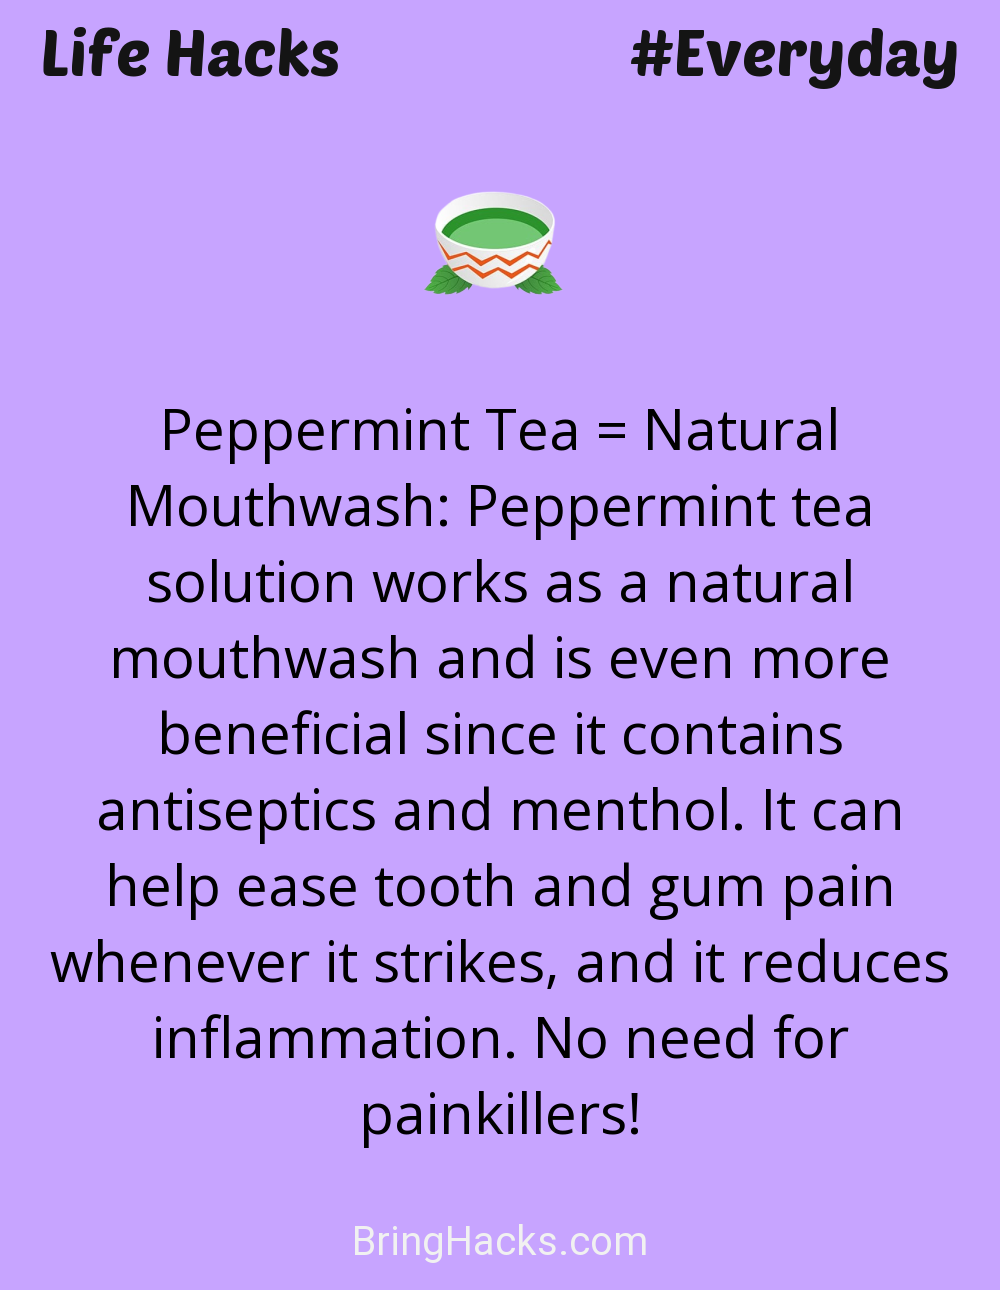 Life Hacks #Everyday
Peppermint Tea = Natural
Mouthwash: Peppermint tea
solution works as a natural
mouthwash and is even more
beneficial since it contains
antiseptics and menthol. It can
help ease tooth and gum pain
whenever it strikes, and it reduces
inflammation. No need for
painkillers!
BringHacks.com